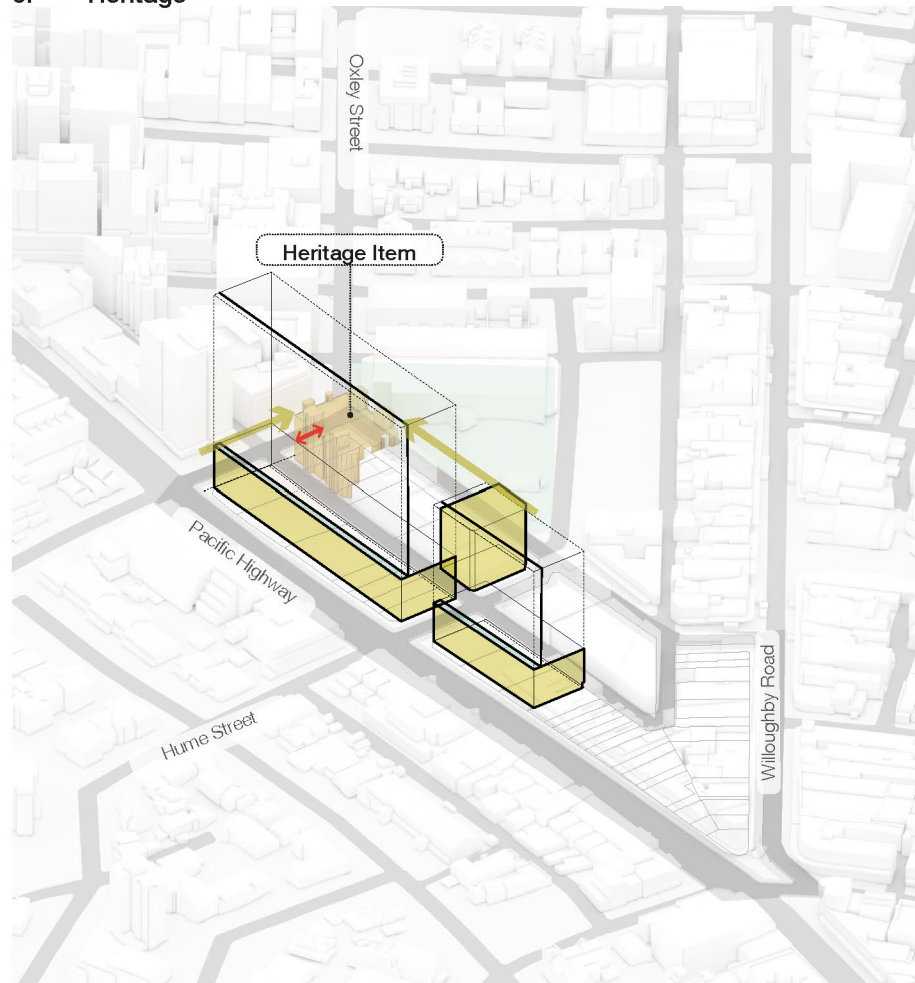 Heritage
Oxley Street
Heritage Item
Pacific Highway
Hume Street
Willoughby Road